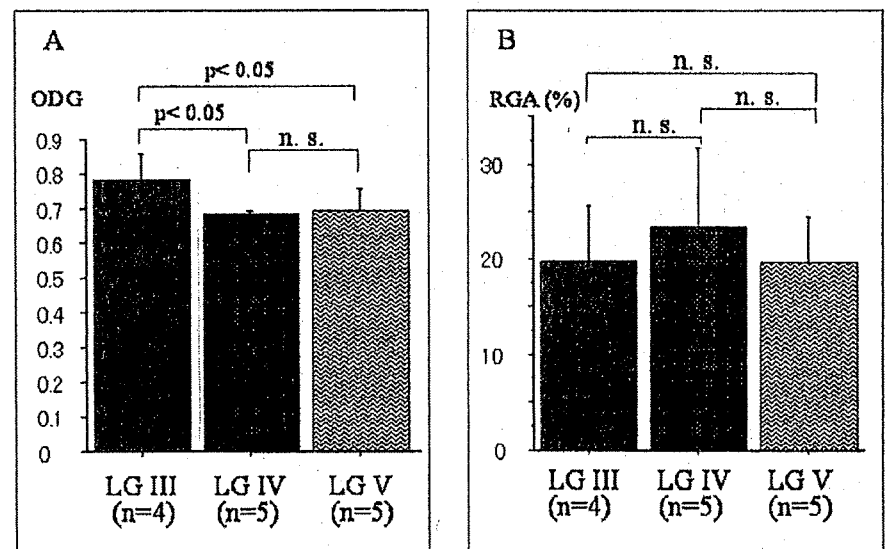 A
p< 0.05
ODG
p< 0.05
n. s.
0.9
0.8
0.7
0.6
0.5
0.4
0.3
0.2
0.1
0
LG III LG IV LG V
(n=4) (n=5) (n=5)
B
n. s.
RGA (%)
n. s.
n. s.
30
20
10
0
LG III LG IV LG V
(n=4) (n=5) (n=5)